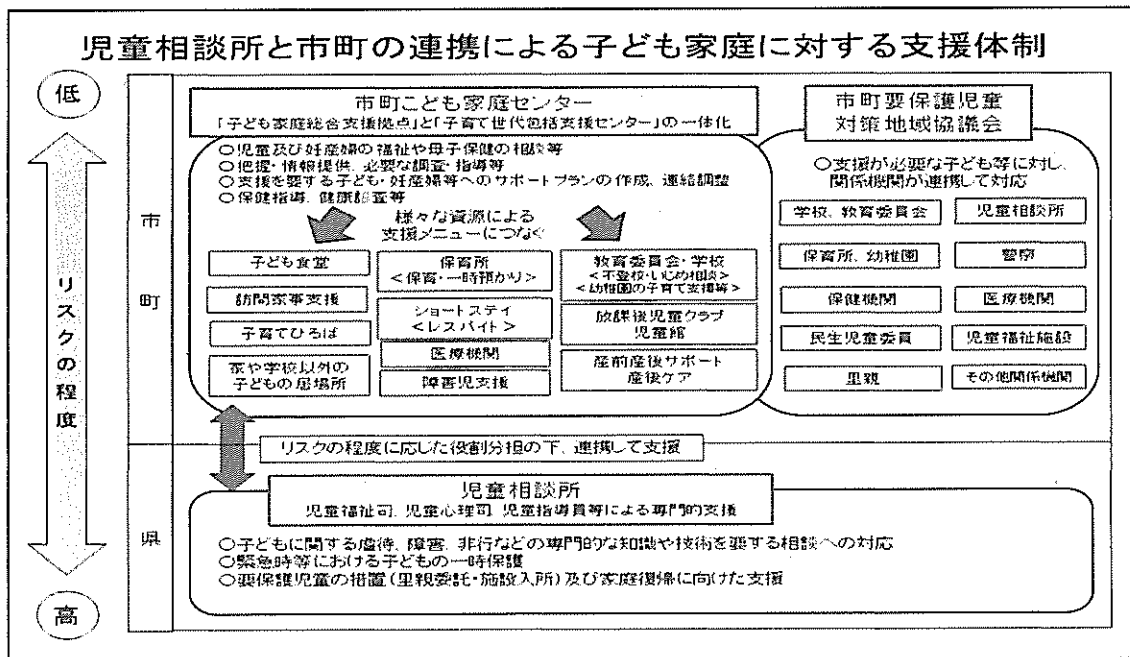 児童相談所と市町の連携による子ども家庭に対する支援体制
低
リスクの程度
高
市町
県
市町こども家庭センター
「子ども家庭総合支援拠点」と「子育て世代包括支援センター」の一体化
○児童及び妊産婦の福祉や母子保健の相談等
○把握・情報提供、必要な調査・指導等
○支援を要する子ども・妊産婦等へのサポートプランの作成、連絡調整
○保健指導、健康診査等
様々な資源による
支援メニューにつなぐ
子ども食堂
訪問家事支援
子育てひろば
家や学校以外の
子どもの居場所
保育所
<保育・一時預かり>
ショートステイ
<レスパイト>
医療機関
障害児支援
教育委員会・学校
<不登校・いじめ相談>
<幼稚園の子育て支援等>
放課後児童クラブ
児童館
産前産後サポート
産後ケア
市町要保護児童
対策地域協議会
○支援が必要な子ども等に対し、
関係機関が連携して対応
学校、教育委員会
児童相談所
保育所、幼稚園
警察
保健機関
医療機関
民生児童委員
児童福祉施設
里親
その他関係機関
リスクの程度に応じた役割分担の下、連携して支援
児童相談所
児童福祉司、児童心理司、児童指導員等による専門的支援
○子どもに関する虐待、障害、非行などの専門的な知識や技術を要する相談への対応
○緊急時等における子どもの一時保護
○要保護児童の措置(里親委託・施設入所)及び家庭復帰に向けた支援